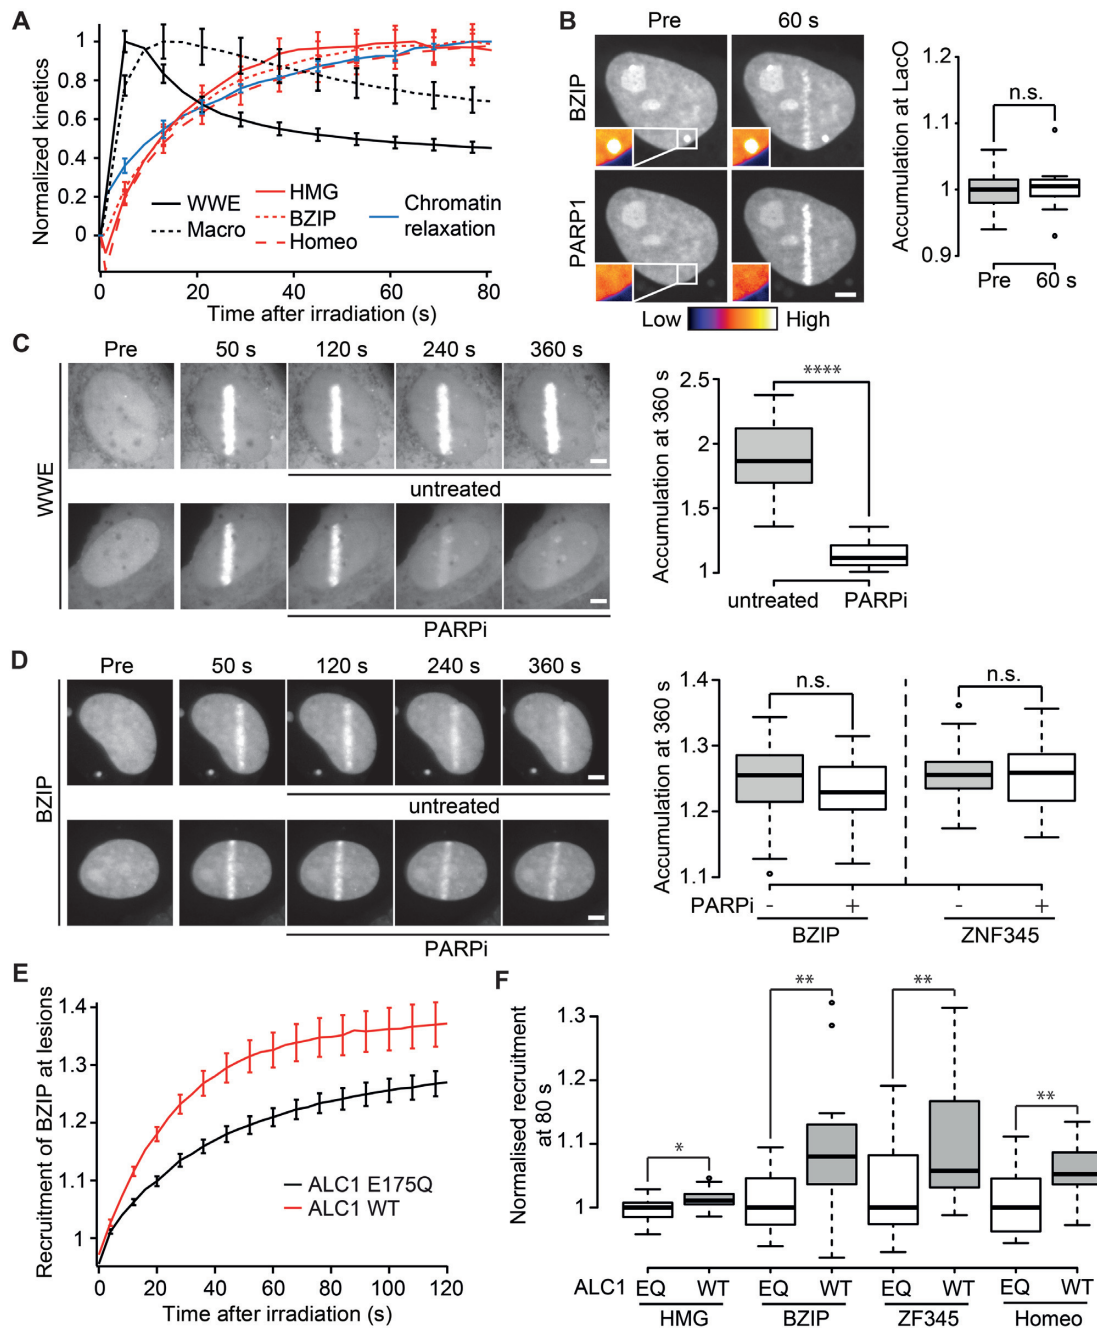 A
Normalized kinetics
1
0.8
0.6
0.4
0.2
0
0 20 40 60 80
Time after irradiation (s)
WWE
Macro
HMG
BZIP
Homeo
Chromatin
relaxation
B
Pre 60 s
BZIP
PARP1
Low High
Accumulation at LacO
1.2
1.1
1
0.9
n.s.
Pre 60 s
C
Pre 50 s 120 s 240 s 360 s
WWE
untreated
PARPi
Accumulation at 360 s
2.5
2
1.5
1
****
untreated PARPi
D
Pre 50 s 120 s 240 s 360 s
BZIP
untreated
PARPi
Accumulation at 360 s
1.4
1.3
1.2
1.1
n.s. n.s.
PARPi - + - +
BZIP ZNF345
E
Recruitment of BZIP at lesions
1.4
1.3
1.2
1.1
1
0 20 40 60 80 100 120
Time after irradiation (s)
ALC1 E175Q
ALC1 WT
F
Normalised recruitment
at 80 s
1.3
1.2
1.1
1
* ** ** **
ALC1 EQ WT EQ WT EQ WT EQ WT
HMG BZIP ZF345 Homeo